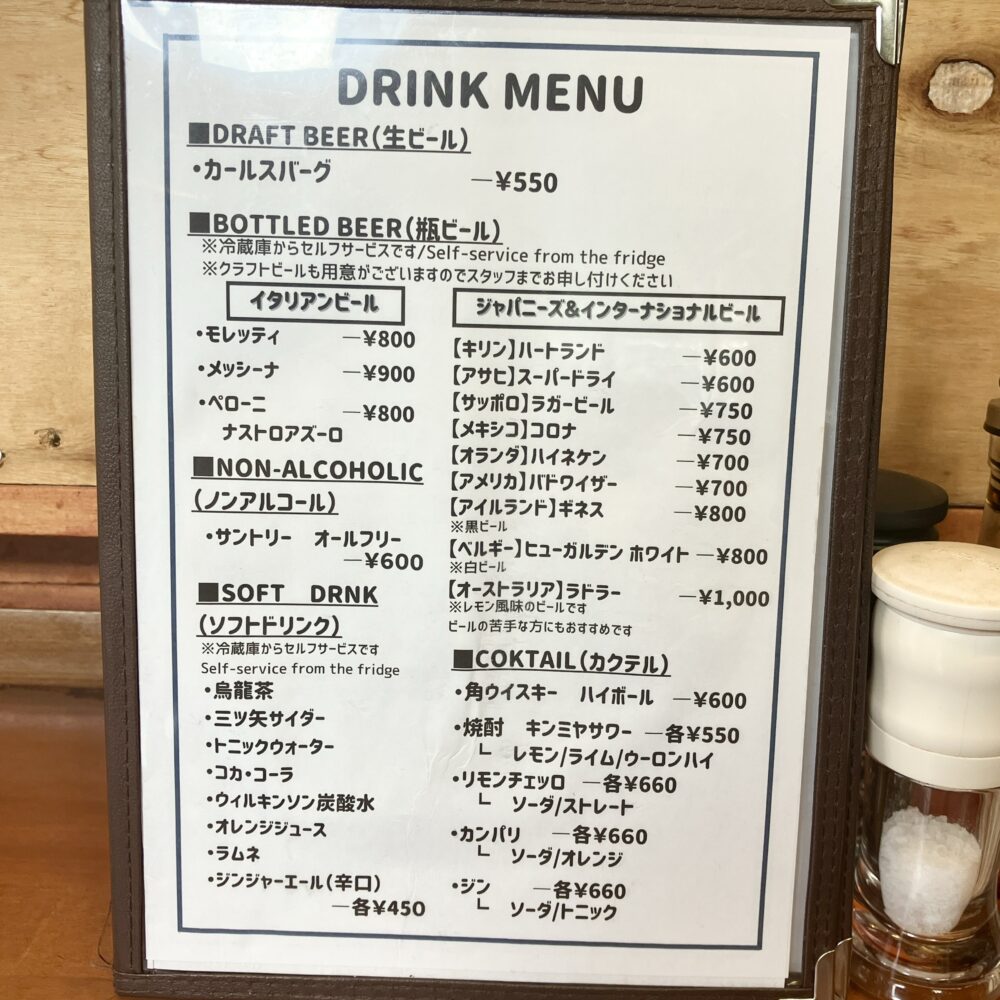 DRINK MENU
■DRAFT BEER(生ビール)
・カールスバーグ —¥550
■BOTTLED BEER(瓶ビール)
※冷蔵庫からセルフサービスです/Self-service from the fridge
※クラフトビールも用意がございますのでスタッフまでお申し付けください
イタリアンビール
・モレッティ —¥800
・メッシーナ —¥900
・ペローニ —¥800
ナストロアズーロ
■NON-ALCOHOLIC
(ノンアルコール)
・サントリー オールフリー
—¥600
■SOFT DRNK
(ソフトドリンク)
※冷蔵庫からセルフサービスです
Self-service from the fridge
・烏龍茶
・三ツ矢サイダー
・トニックウォーター
・コカ・コーラ
・ウィルキンソン炭酸水
・オレンジジュース
・ラムネ
・ジンジャーエール(辛口)
—各¥450
ジャパニーズ&インターナショナルビール
【キリン】ハートランド —¥600
【アサヒ】スーパードライ —¥600
【サッポロ】ラガービール —¥750
【メキシコ】コロナ —¥750
【オランダ】ハイネケン —¥700
【アメリカ】バドワイザー —¥700
【アイルランド】ギネス —¥800
※黒ビール
【ベルギー】ヒューガルデン ホワイト —¥800
※白ビール
【オーストラリア】ラドラー —¥1,000
※レモン風味のビールです
ビールの苦手な方にもおすすめです
■COKTAIL(カクテル)
・角ウイスキー ハイボール —¥600
・焼酎 キンミヤサワー —各¥550
└ レモン/ライム/ウーロンハイ
・リモンチェッロ —各¥660
└ ソーダ/ストレート
・カンパリ —各¥660
└ ソーダ/オレンジ
・ジン —各¥660
└ ソーダ/トニック